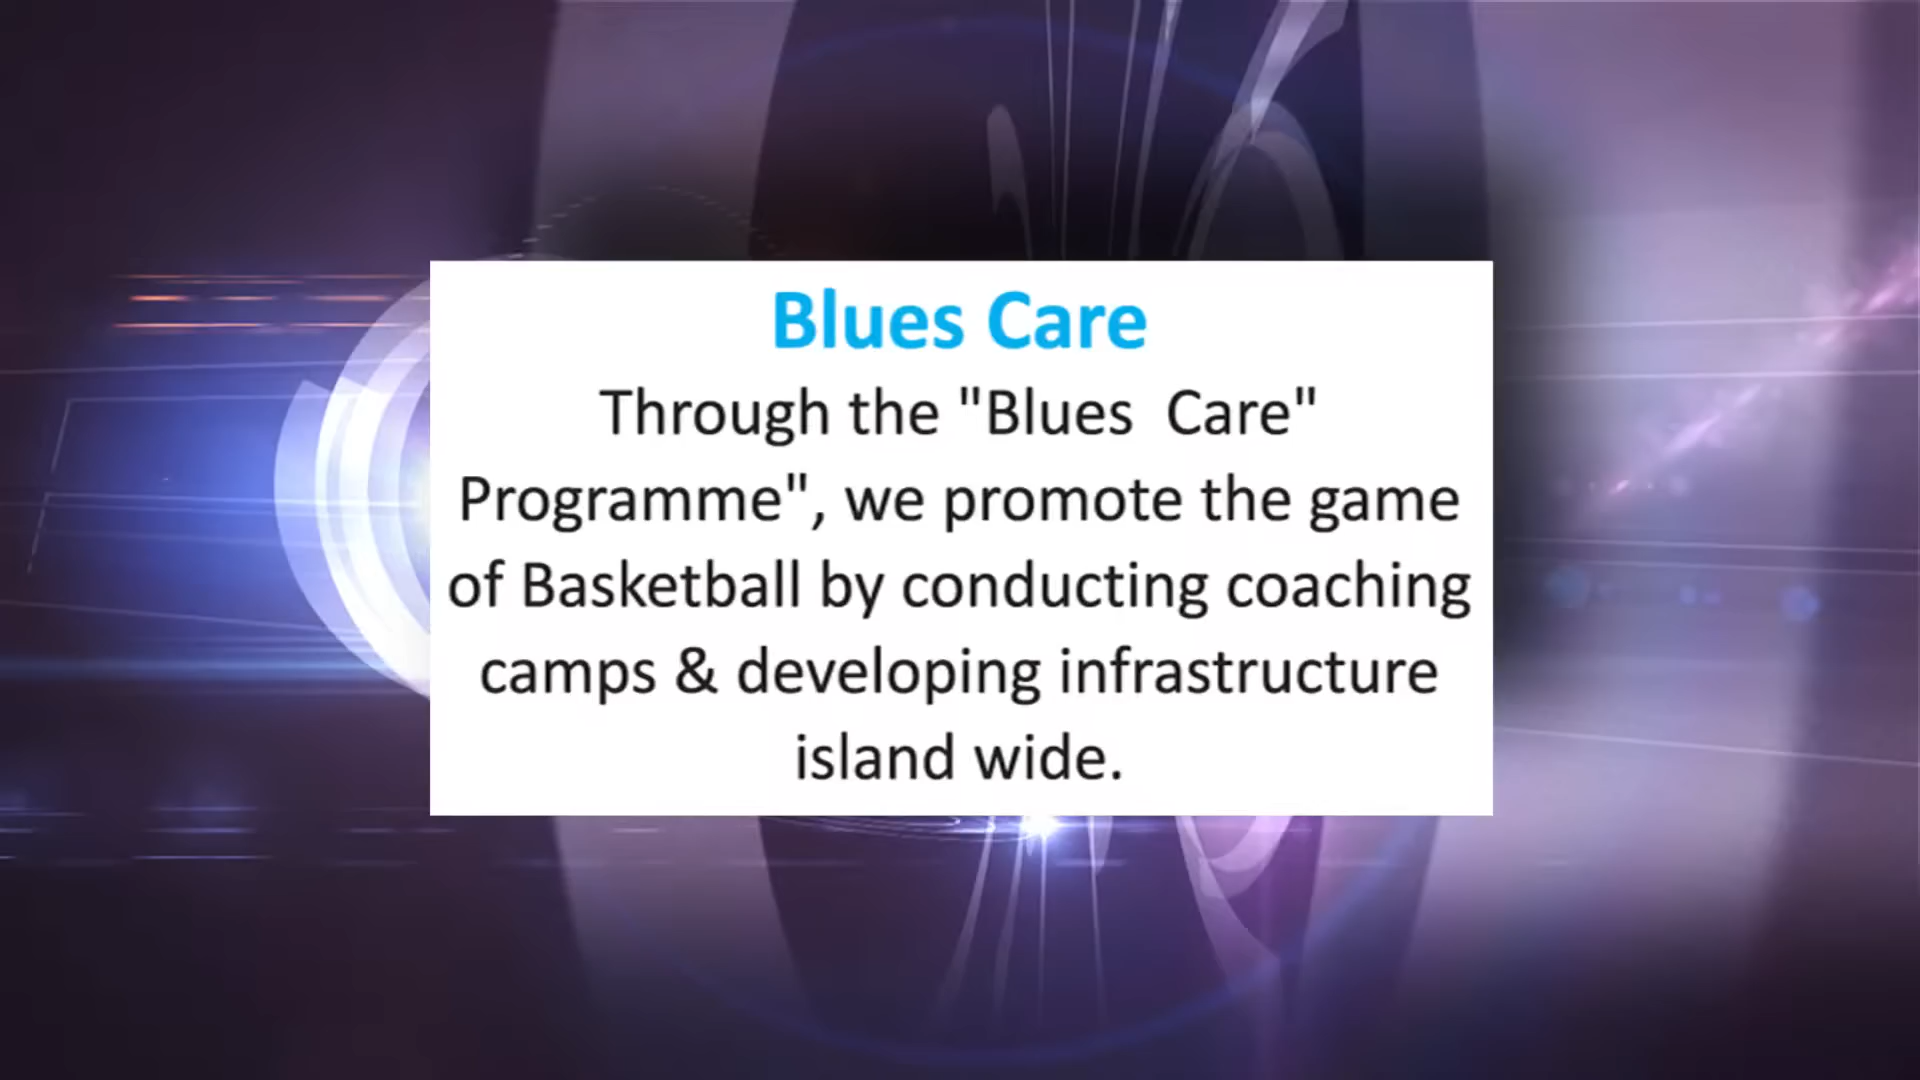 Blues Care
Through the "Blues  Care"
Programme", we promote the game
of Basketball by conducting coaching
camps & developing infrastructure
island wide.